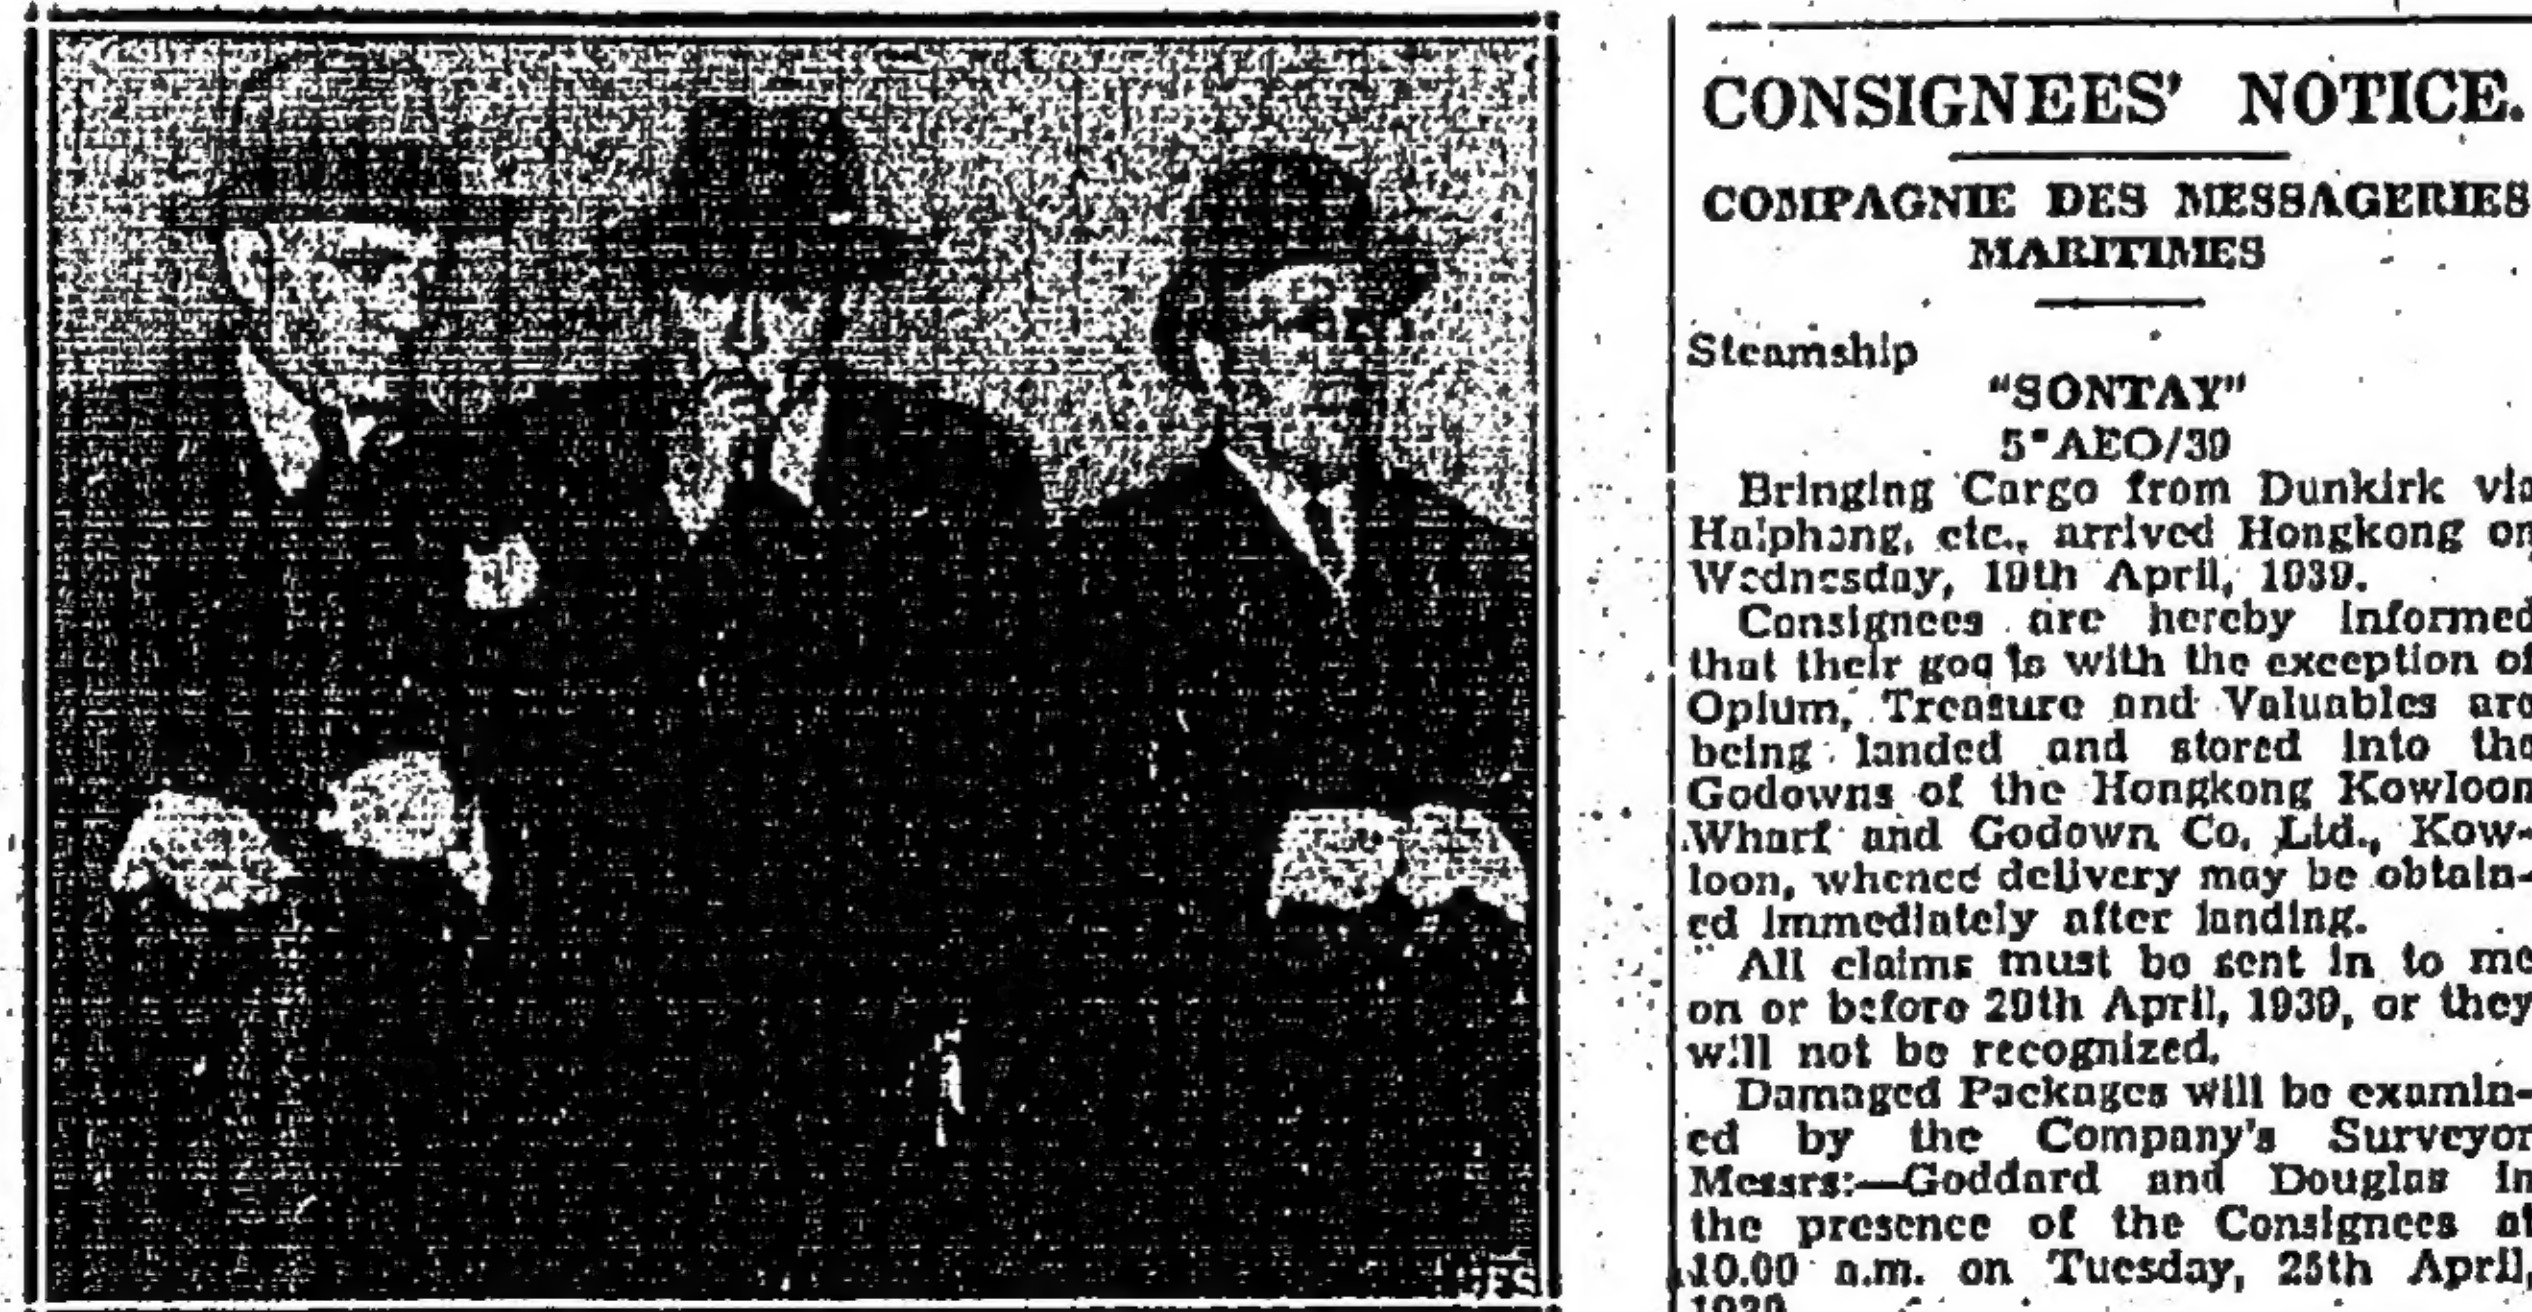 CONSIGNEES' NOTICE.
COMPAGNIE DES MESSAGERIES
MARITIMES
Steamship
"SONTAY"
5"AEO/39
Bringing Cargo from Dunkirk via
Haiphong, etc., arrived Hongkong on
Wednesday, 19th April, 1939.
Consignees are hereby informed
that their goods with the exception of
Opium, Treasure and Valuables are
being landed and stored into the
Godowns of the Hongkong Kowloon
Wharf and Godown Co. Ltd., Kow-
loon, whence delivery may be obtain-
ed immediately after landing.
All claims must be sent in to me
on or before 29th April, 1939, or they
will not be recognized.
Damaged Packages will be examin-
ed by the Company's Surveyor
Messrs:—Goddard and Douglas in
the presence of the Consignees at
10.00 a.m. on Tuesday, 25th April,
1939